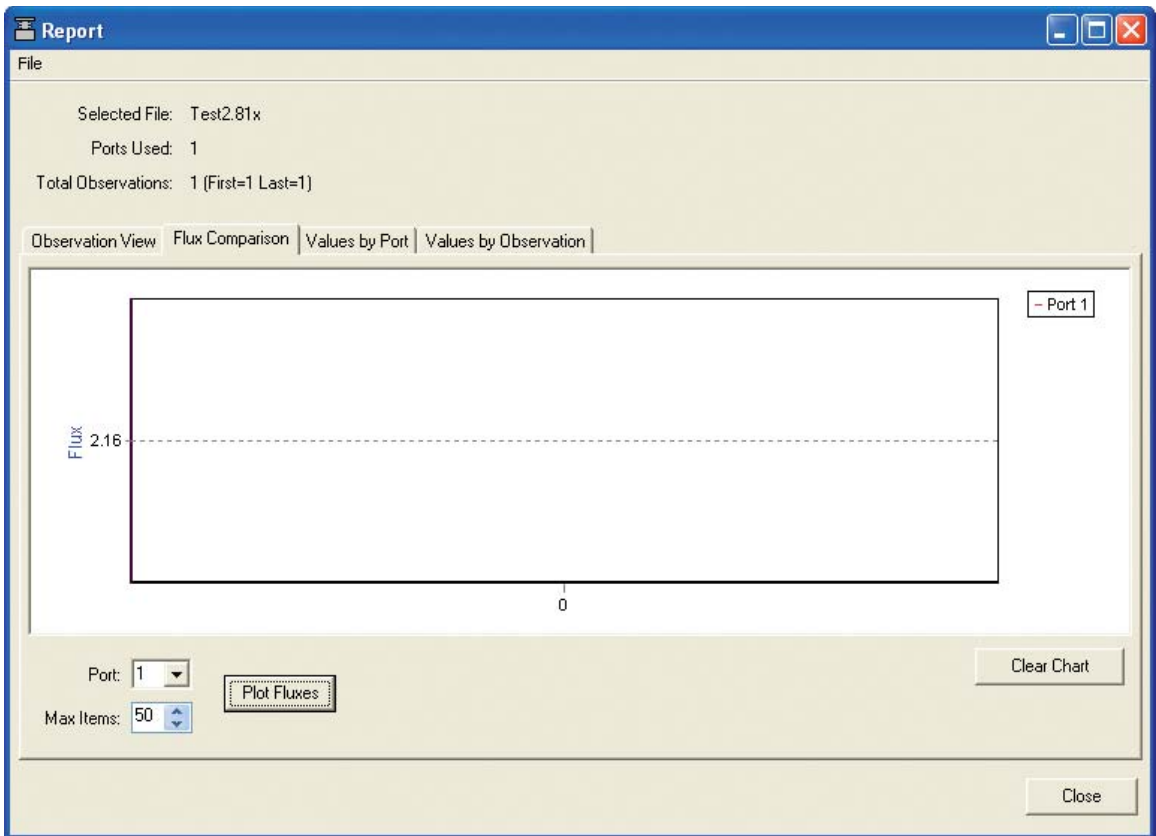 Report
File
Selected File: Test2.81x
Ports Used: 1
Total Observations: 1 (First=1 Last=1)
Observation View Flux Comparison Values by Port Values by Observation
Port 1
Flux 2.16
0
Port: 1
Clear Chart
Plot Fluxes
Max Items: 50
Close